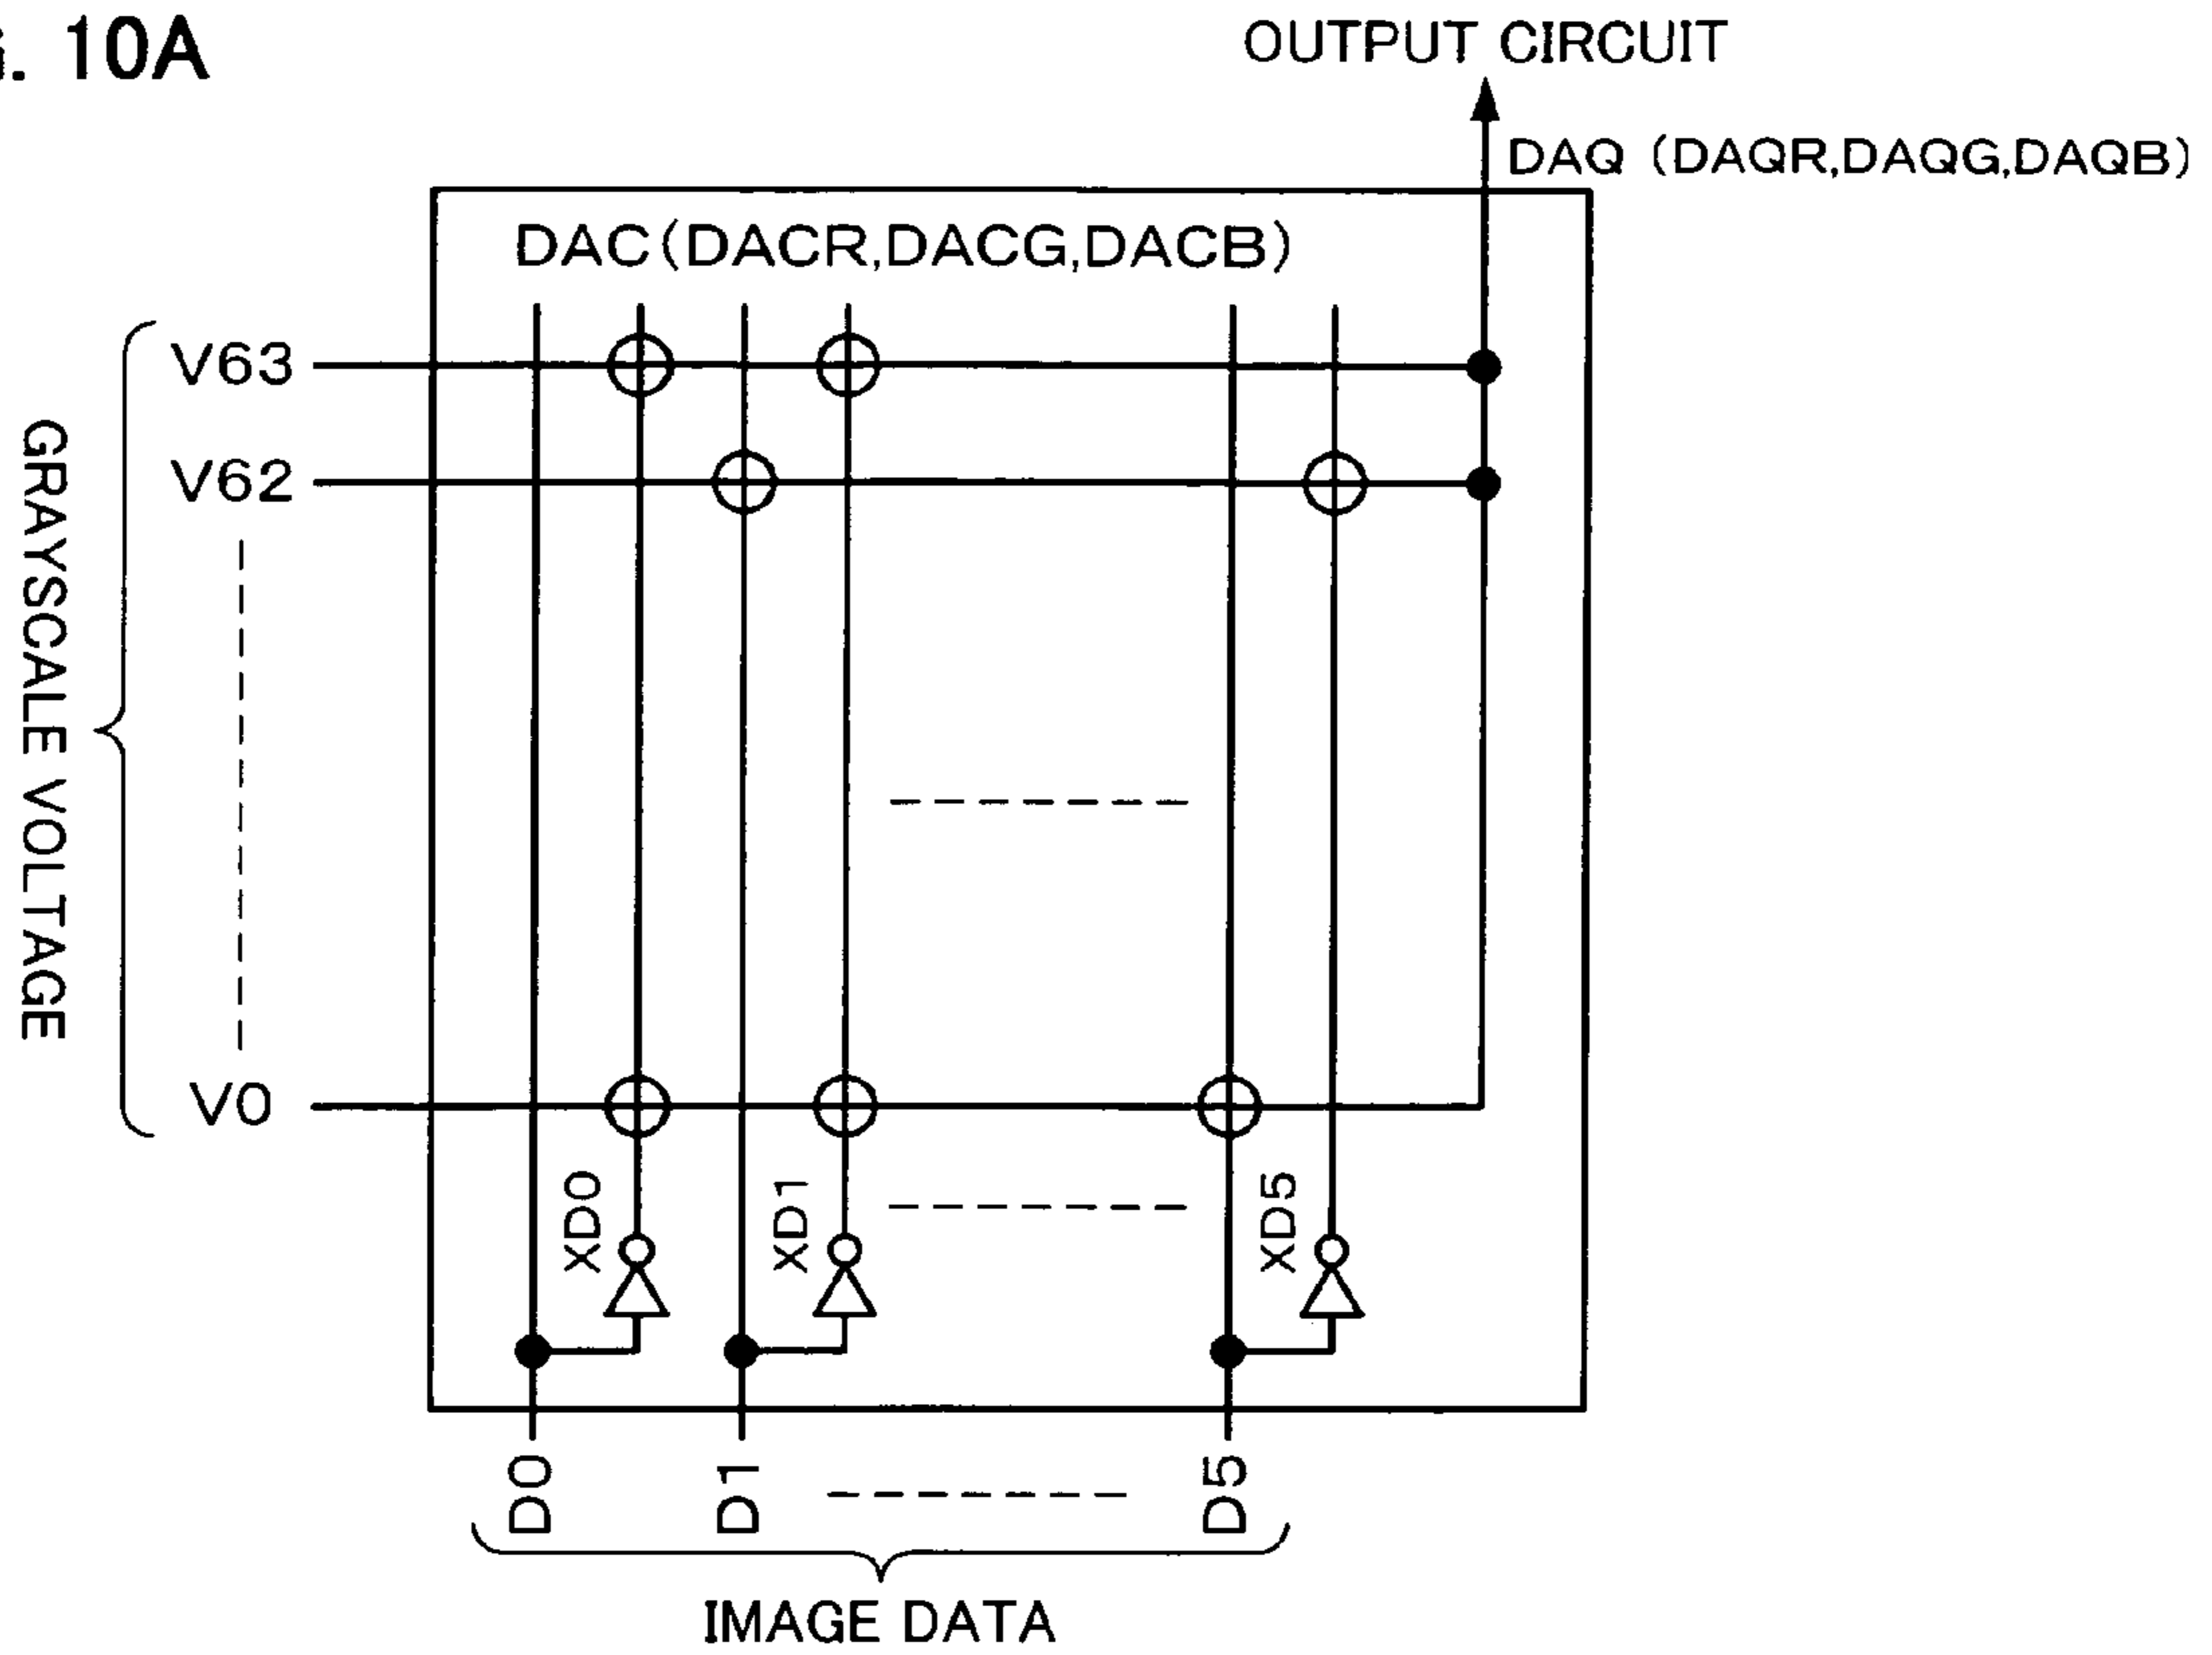 G. 10A
OUTPUT CIRCUIT
DAQ (DAQR,DAQG,DAQB)
DAC(DACR,DACG,DACB)
V63
V62
V0
GRAYSCALE VOLTAGE
XD0
XD1
XD5
D0
D1
D5
IMAGE DATA